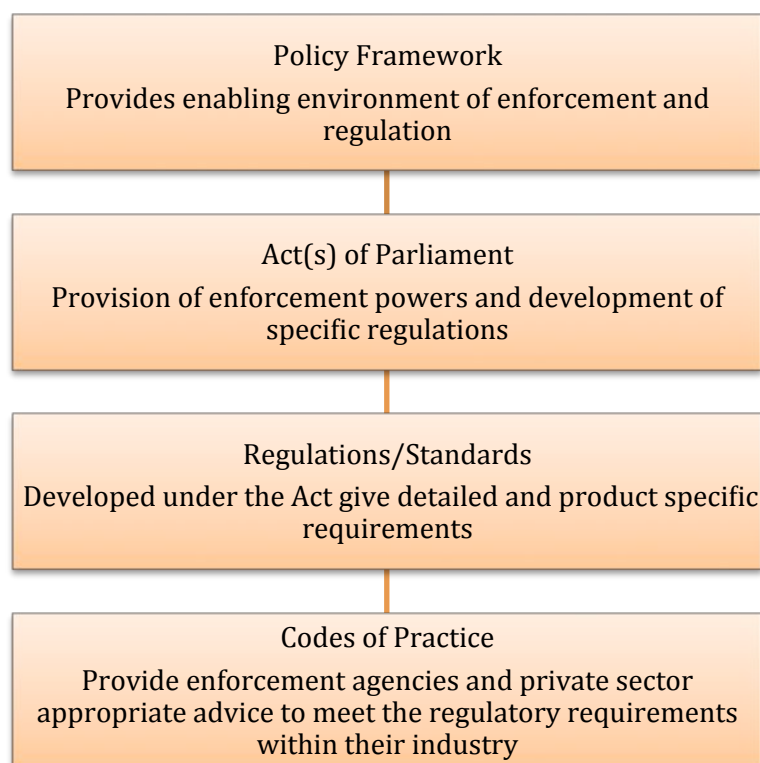 Policy Framework
Provides enabling environment of enforcement and
regulation
Act(s) of Parliament
Provision of enforcement powers and development of
specific regulations
Regulations/Standards
Developed under the Act give detailed and product specific
requirements
Codes of Practice
Provide enforcement agencies and private sector
appropriate advice to meet the regulatory requirements
within their industry